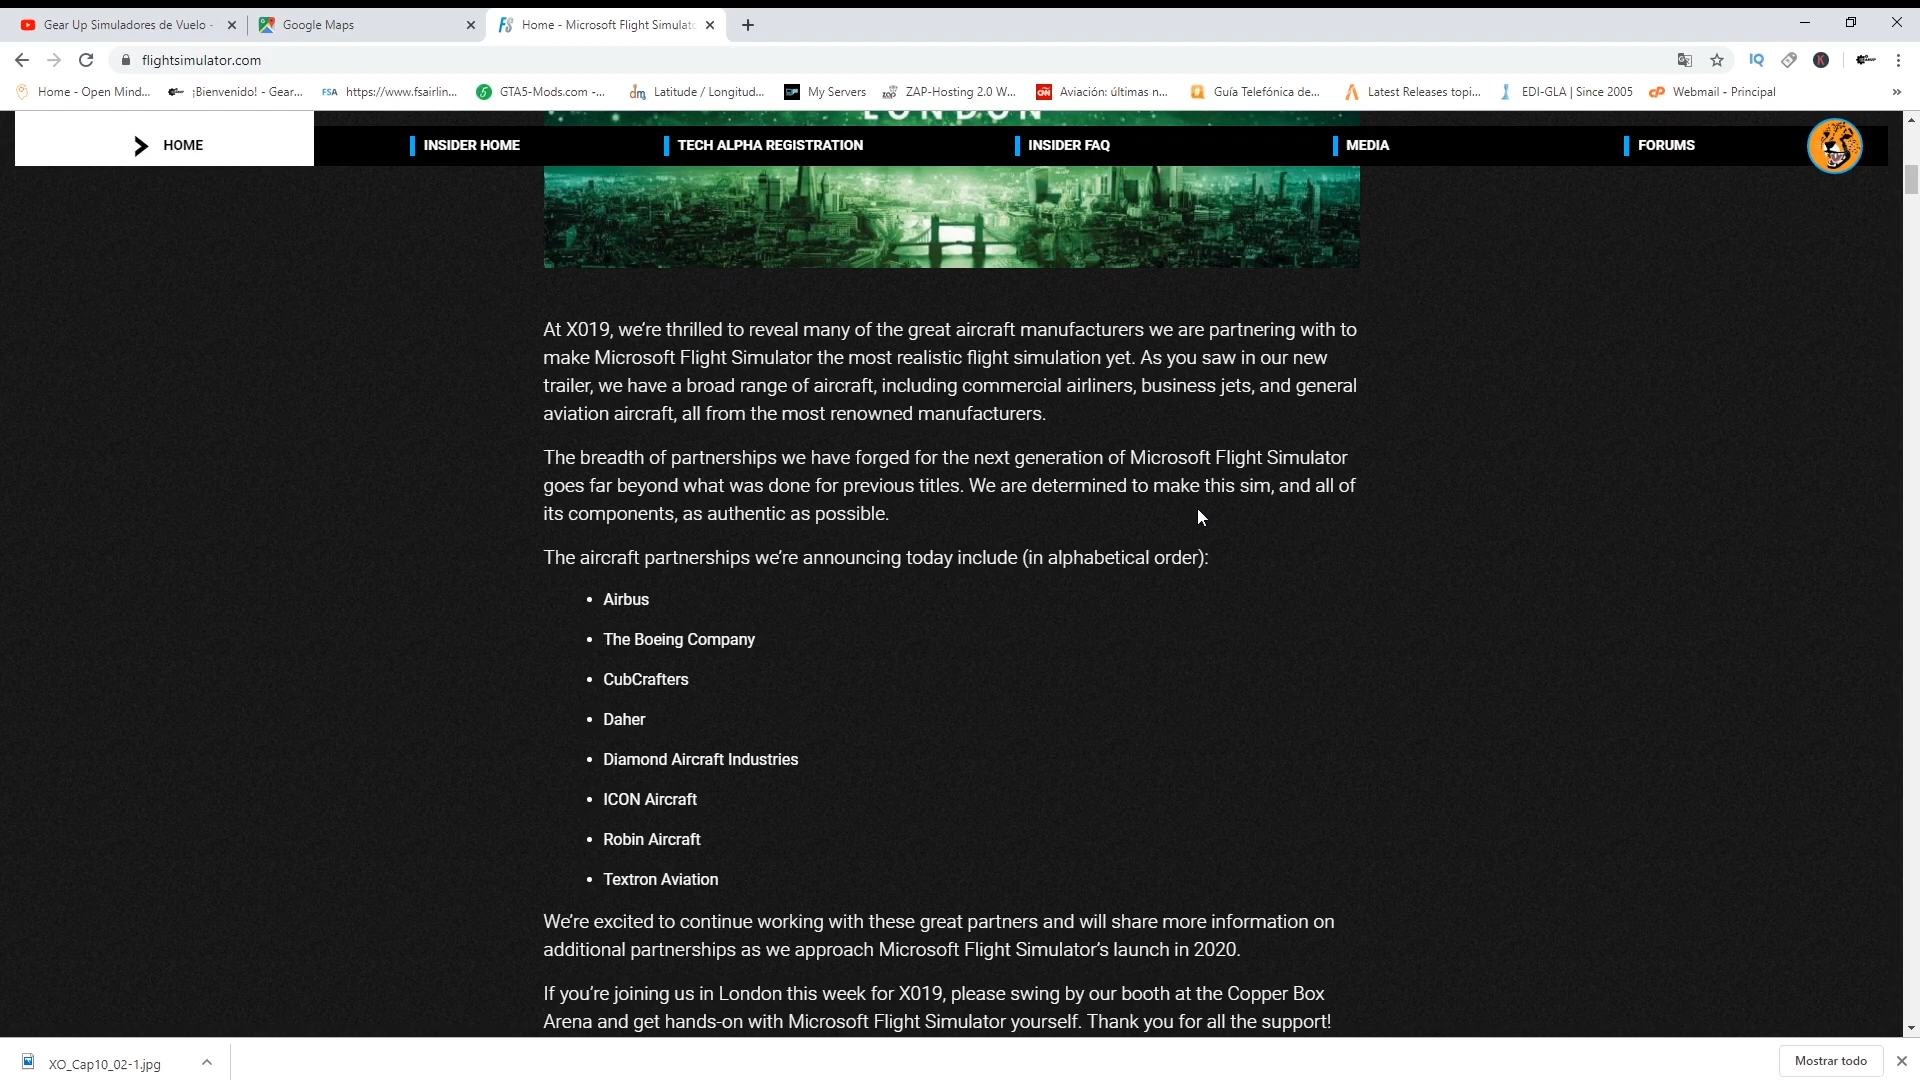 Gear Up Simuladores de Vuelo -
Google Maps
Home - Microsoft Flight Simulato
flightsimulator.com
Home - Open Mind...
¡Bienvenido! - Gear...
FSA https://www.fsairlin...
GTA5-Mods.com -...
Latitude / Longitud...
My Servers
ZAP-Hosting 2.0 W...
Aviación: últimas n...
Guía Telefónica de...
Latest Releases topi...
EDI-GLA | Since 2005
Webmail - Principal
»
LONDON
HOME
INSIDER HOME
TECH ALPHA REGISTRATION
INSIDER FAQ
MEDIA
FORUMS
At X019, we're thrilled to reveal many of the great aircraft manufacturers we are partnering with to
make Microsoft Flight Simulator the most realistic flight simulation yet. As you saw in our new
trailer, we have a broad range of aircraft, including commercial airliners, business jets, and general
aviation aircraft, all from the most renowned manufacturers.
The breadth of partnerships we have forged for the next generation of Microsoft Flight Simulator
goes far beyond what was done for previous titles. We are determined to make this sim, and all of
its components, as authentic as possible.
The aircraft partnerships we're announcing today include (in alphabetical order):
• Airbus
• The Boeing Company
• CubCrafters
• Daher
• Diamond Aircraft Industries
• ICON Aircraft
• Robin Aircraft
• Textron Aviation
We're excited to continue working with these great partners and will share more information on
additional partnerships as we approach Microsoft Flight Simulator's launch in 2020.
If you're joining us in London this week for X019, please swing by our booth at the Copper Box
Arena and get hands-on with Microsoft Flight Simulator yourself. Thank you for all the support!
XO_Cap10_02-1.jpg
Mostrar todo